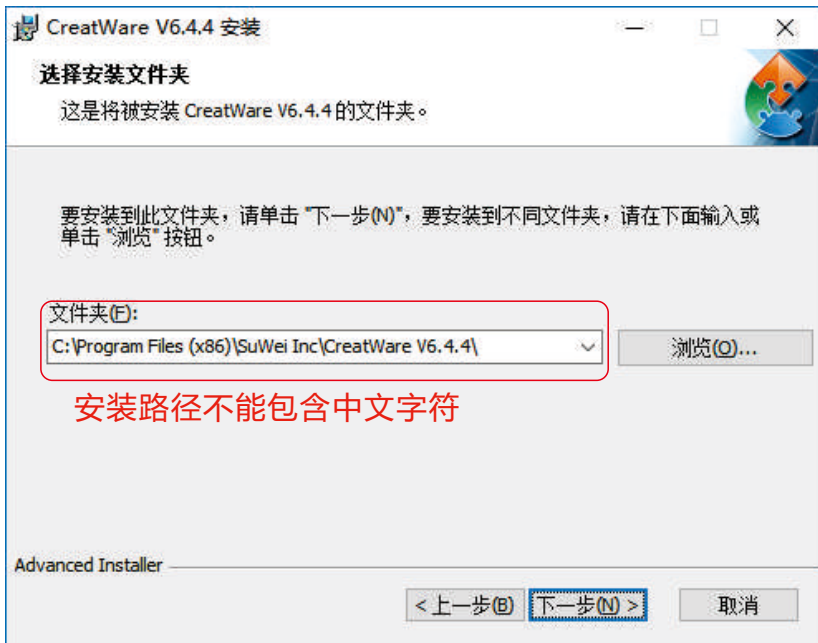 CreatWare V6.4.4 安装
选择安装文件夹
这是将被安装 CreatWare V6.4.4 的文件夹。
要安装到此文件夹，请单击 "下一步(N)"，要安装到不同文件夹，请在下面输入或
单击 "浏览" 按钮。
文件夹(F):
C:\Program Files (x86)\SuWei Inc\CreatWare V6.4.4\
浏览(O)...
安装路径不能包含中文字符
Advanced Installer
< 上一步(B)
下一步(N) >
取消